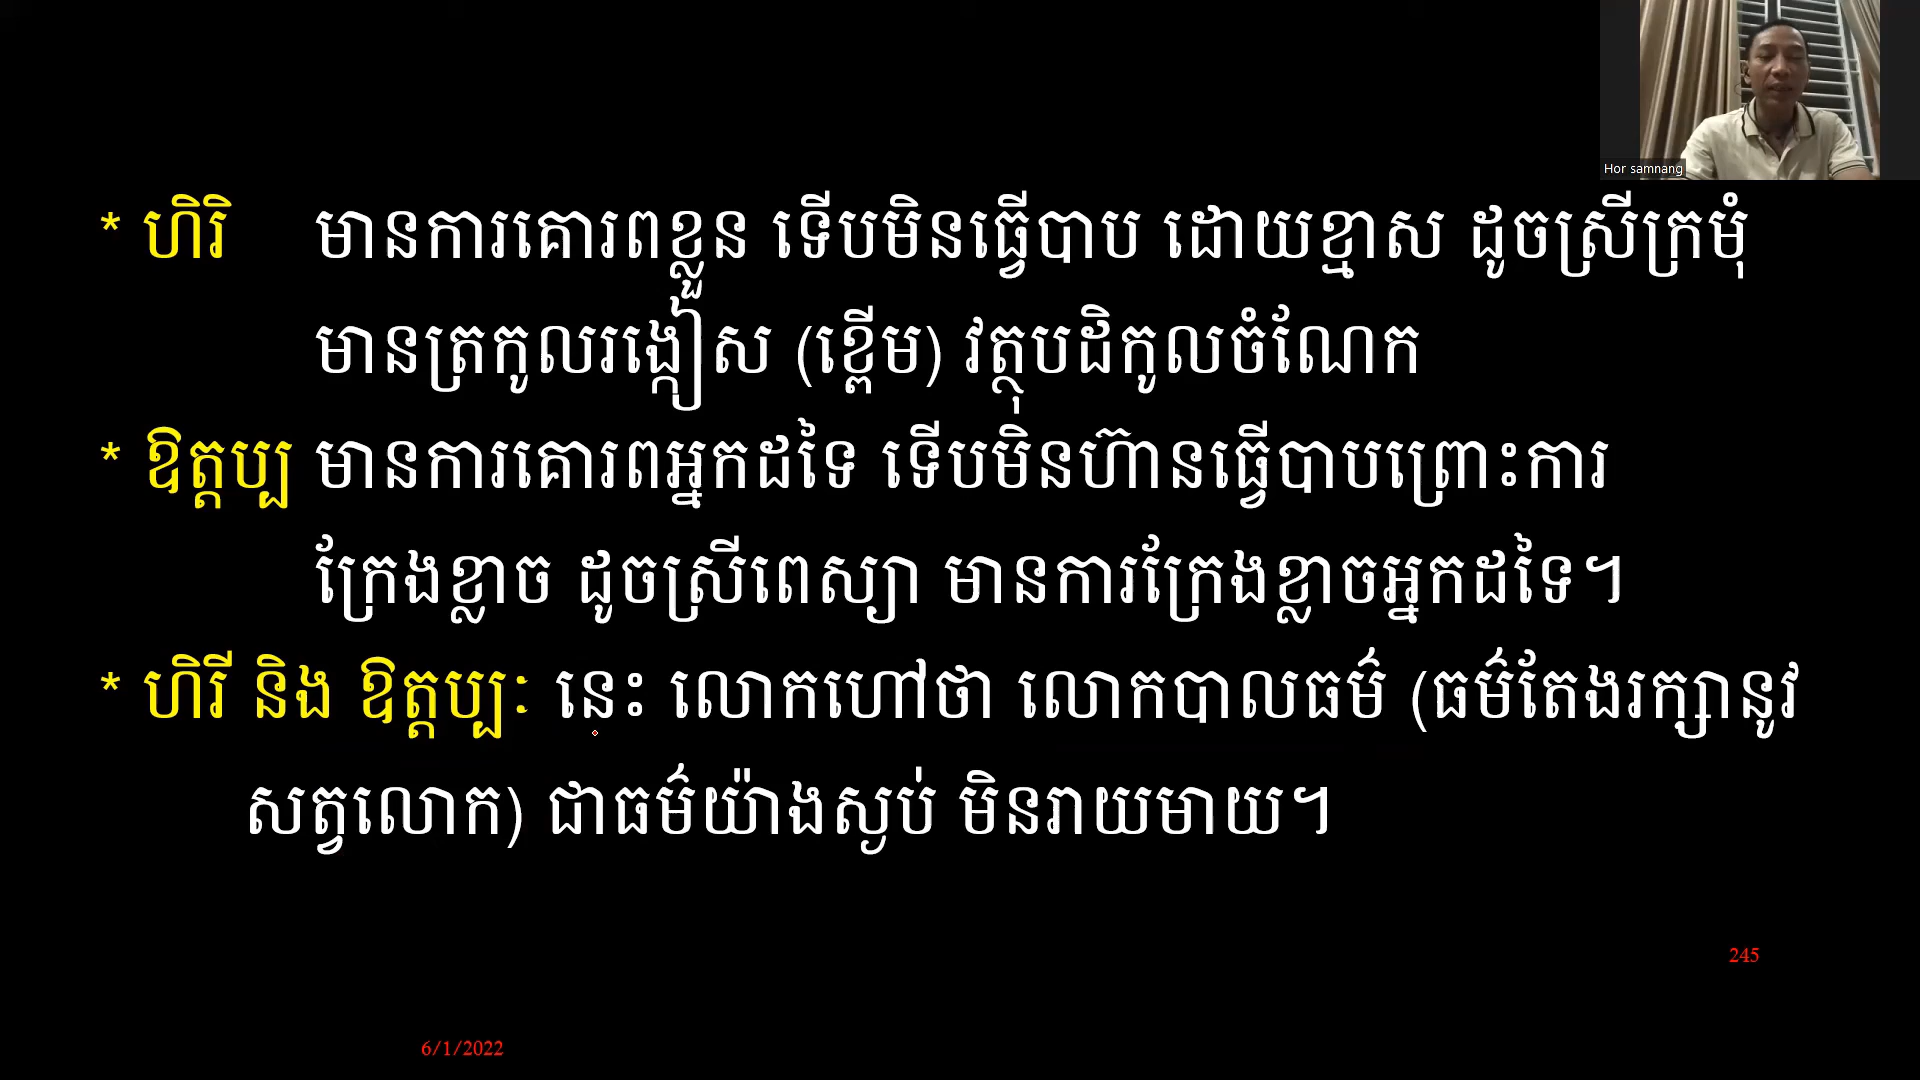 Hor samnang
* ហិរិ មានការគោរពខ្លួន ទើបមិនធ្វើបាប ដោយខ្មាស ដូចស្រីក្រមុំ
មានត្រកូលរង្កៀស (ខ្ពើម) វត្ថុបដិកូលចំណែក
* ឱត្តប្ប មានការគោរពអ្នកដទៃ ទើបមិនហ៊ានធ្វើបាបព្រោះការ
ក្រែងខ្លាច ដូចស្រីពេស្យា មានការក្រែងខ្លាចអ្នកដទៃ។
* ហិរី និង ឱត្តប្បៈ នេះ លោកហៅថា លោកបាលធម៌ (ធម៌តែងរក្សានូវ
សត្វលោក) ជាធម៌យ៉ាងស្ងប់ មិនរាយមាយ។
245
6/1/2022